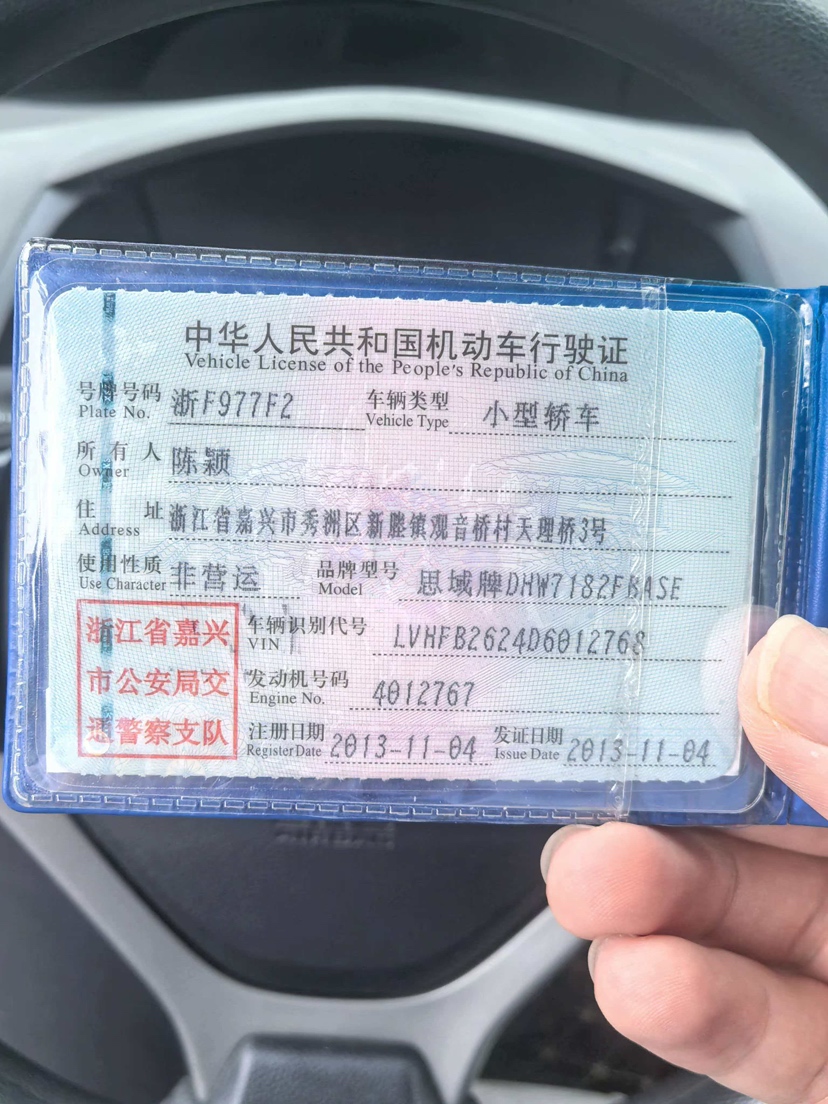 中华人民共和国机动车行驶证
Vehicle License of the People's Republic of China
号牌号码 浙F977F2 车辆类型 小型轿车
Plate No. Vehicle Type
所有人 陈颖
Owner
住址 浙江省嘉兴市秀洲区新塍镇观音桥村天理桥3号
Address
使用性质 非营运 品牌型号 思域牌DHW7182FBASE
Use Character Model
浙江省嘉兴
市公安局交
通警察支队
车辆识别代号 LVHFB2624D6012768
VIN
发动机号码 4012767
Engine No.
注册日期 2013-11-04 发证日期 2013-11-04
Register Date Issue Date